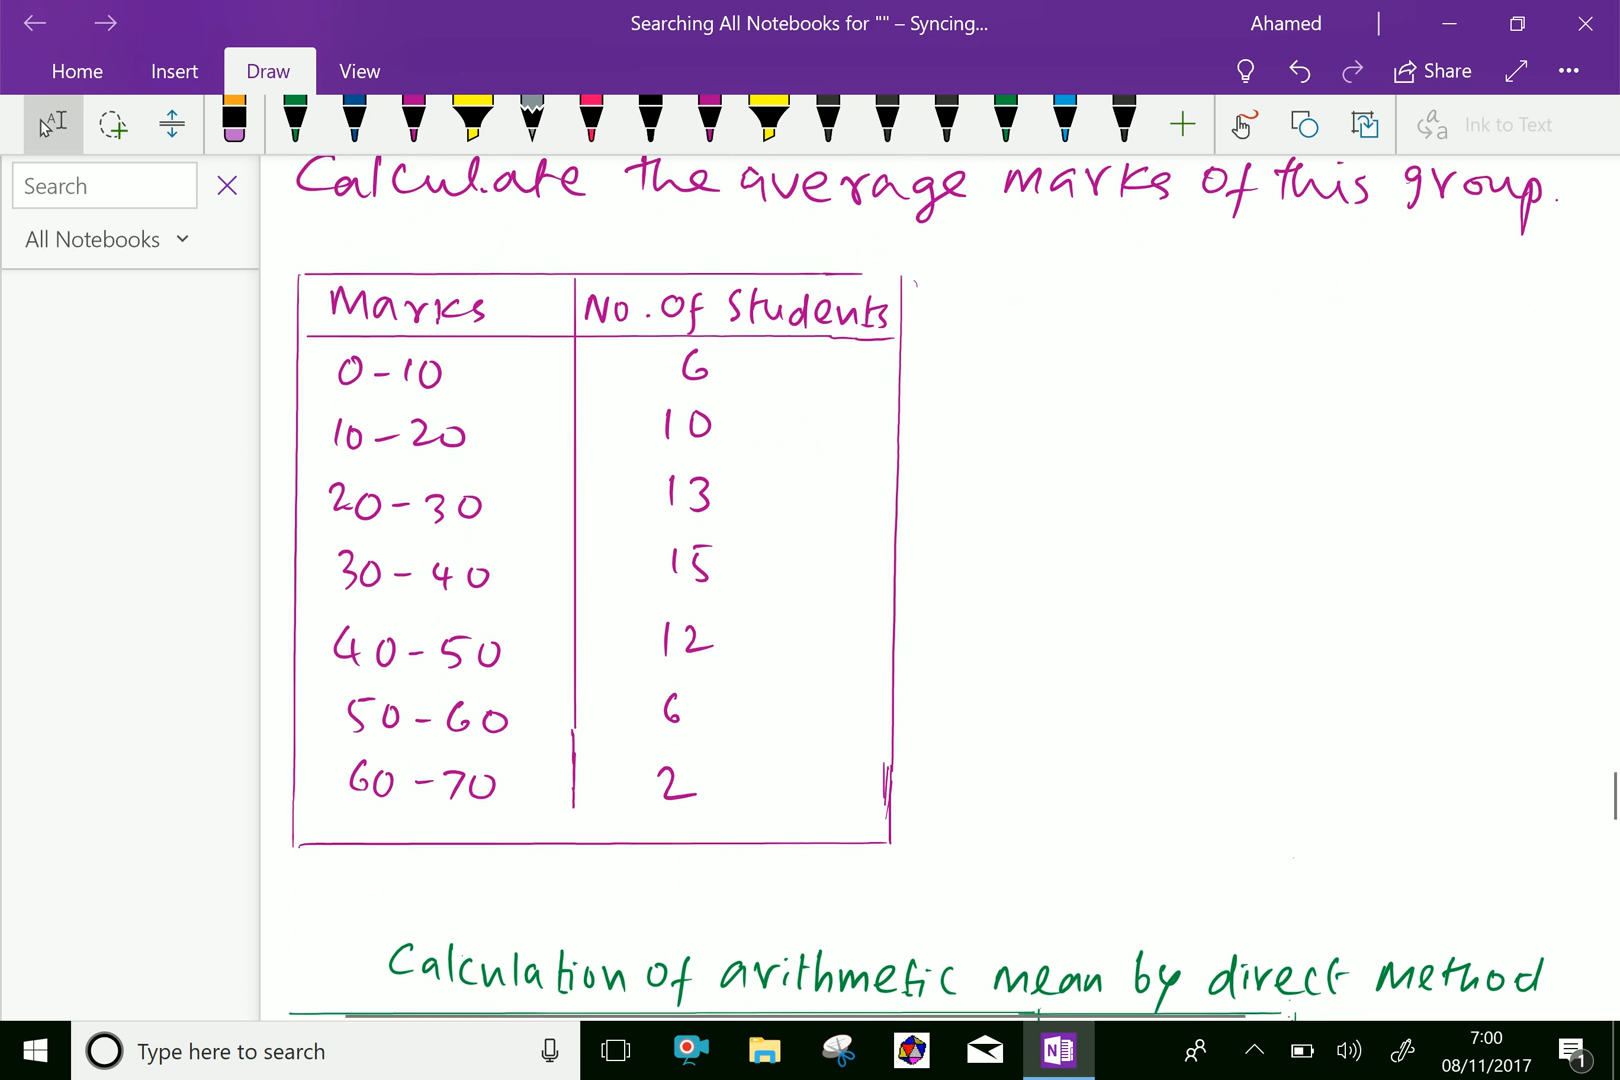 Searching All Notebooks for "" – Syncing...
Ahamed
Home Insert Draw View
Share
Ink to Text
Search
All Notebooks
Calculate the average marks of this group.
Marks No. of Students
0-10 6
10-20 10
20-30 13
30-40 15
40-50 12
50-60 6
60-70 2
Calculation of arithmetic mean by direct method
Type here to search
7:00
08/11/2017
1